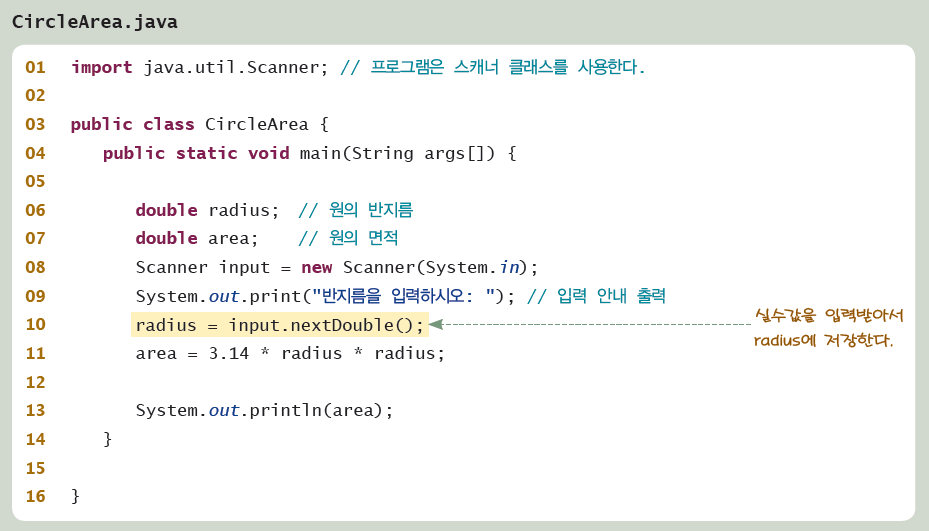 CircleArea.java
01 import java.util.Scanner; // 프로그램은 스캐너 클래스를 사용한다.
02
03 public class CircleArea {
04 public static void main(String args[]) {
05
06 double radius; // 원의 반지름
07 double area; // 원의 면적
08 Scanner input = new Scanner(System.in);
09 System.out.print("반지름을 입력하시오: "); // 입력 안내 출력
10 radius = input.nextDouble();
실수값을 입력받아서
radius에 저장한다.
11 area = 3.14 * radius * radius;
12
13 System.out.println(area);
14 }
15
16 }